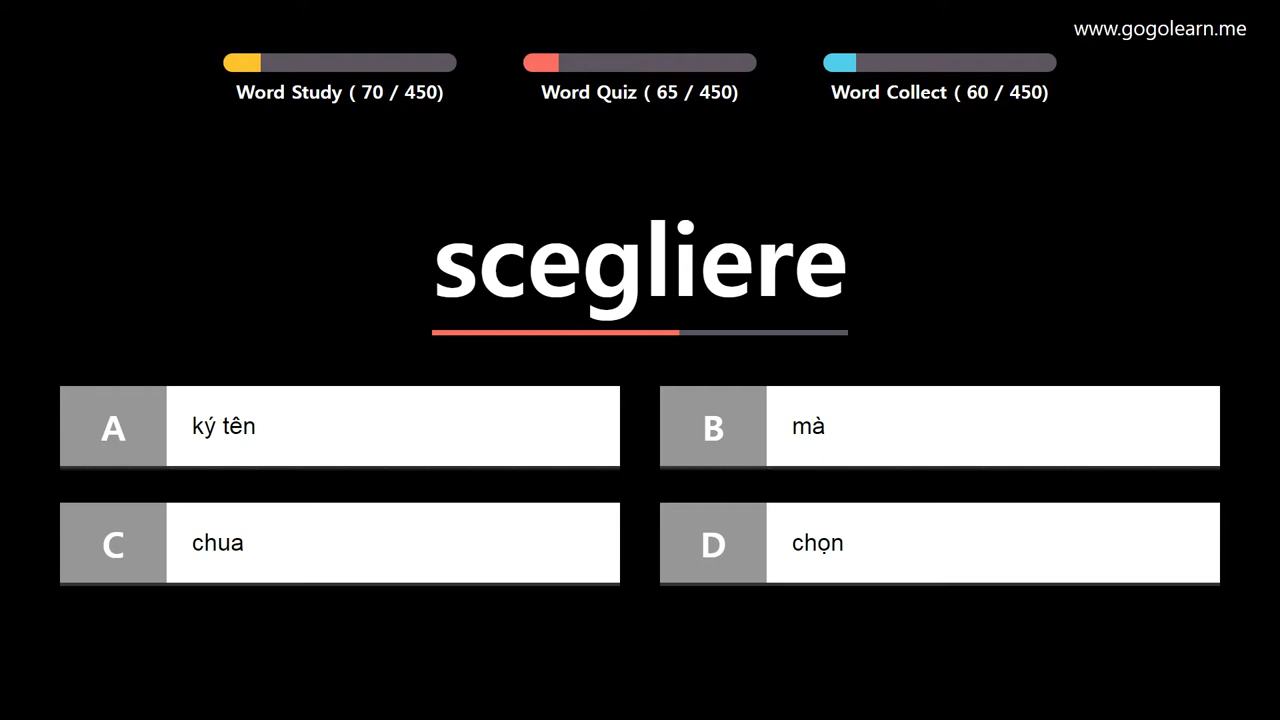 www.gogolearn.me
Word Study ( 70 / 450)
Word Quiz ( 65 / 450)
Word Collect ( 60 / 450)
scegliere
A ký tên
B mà
C chua
D chọn